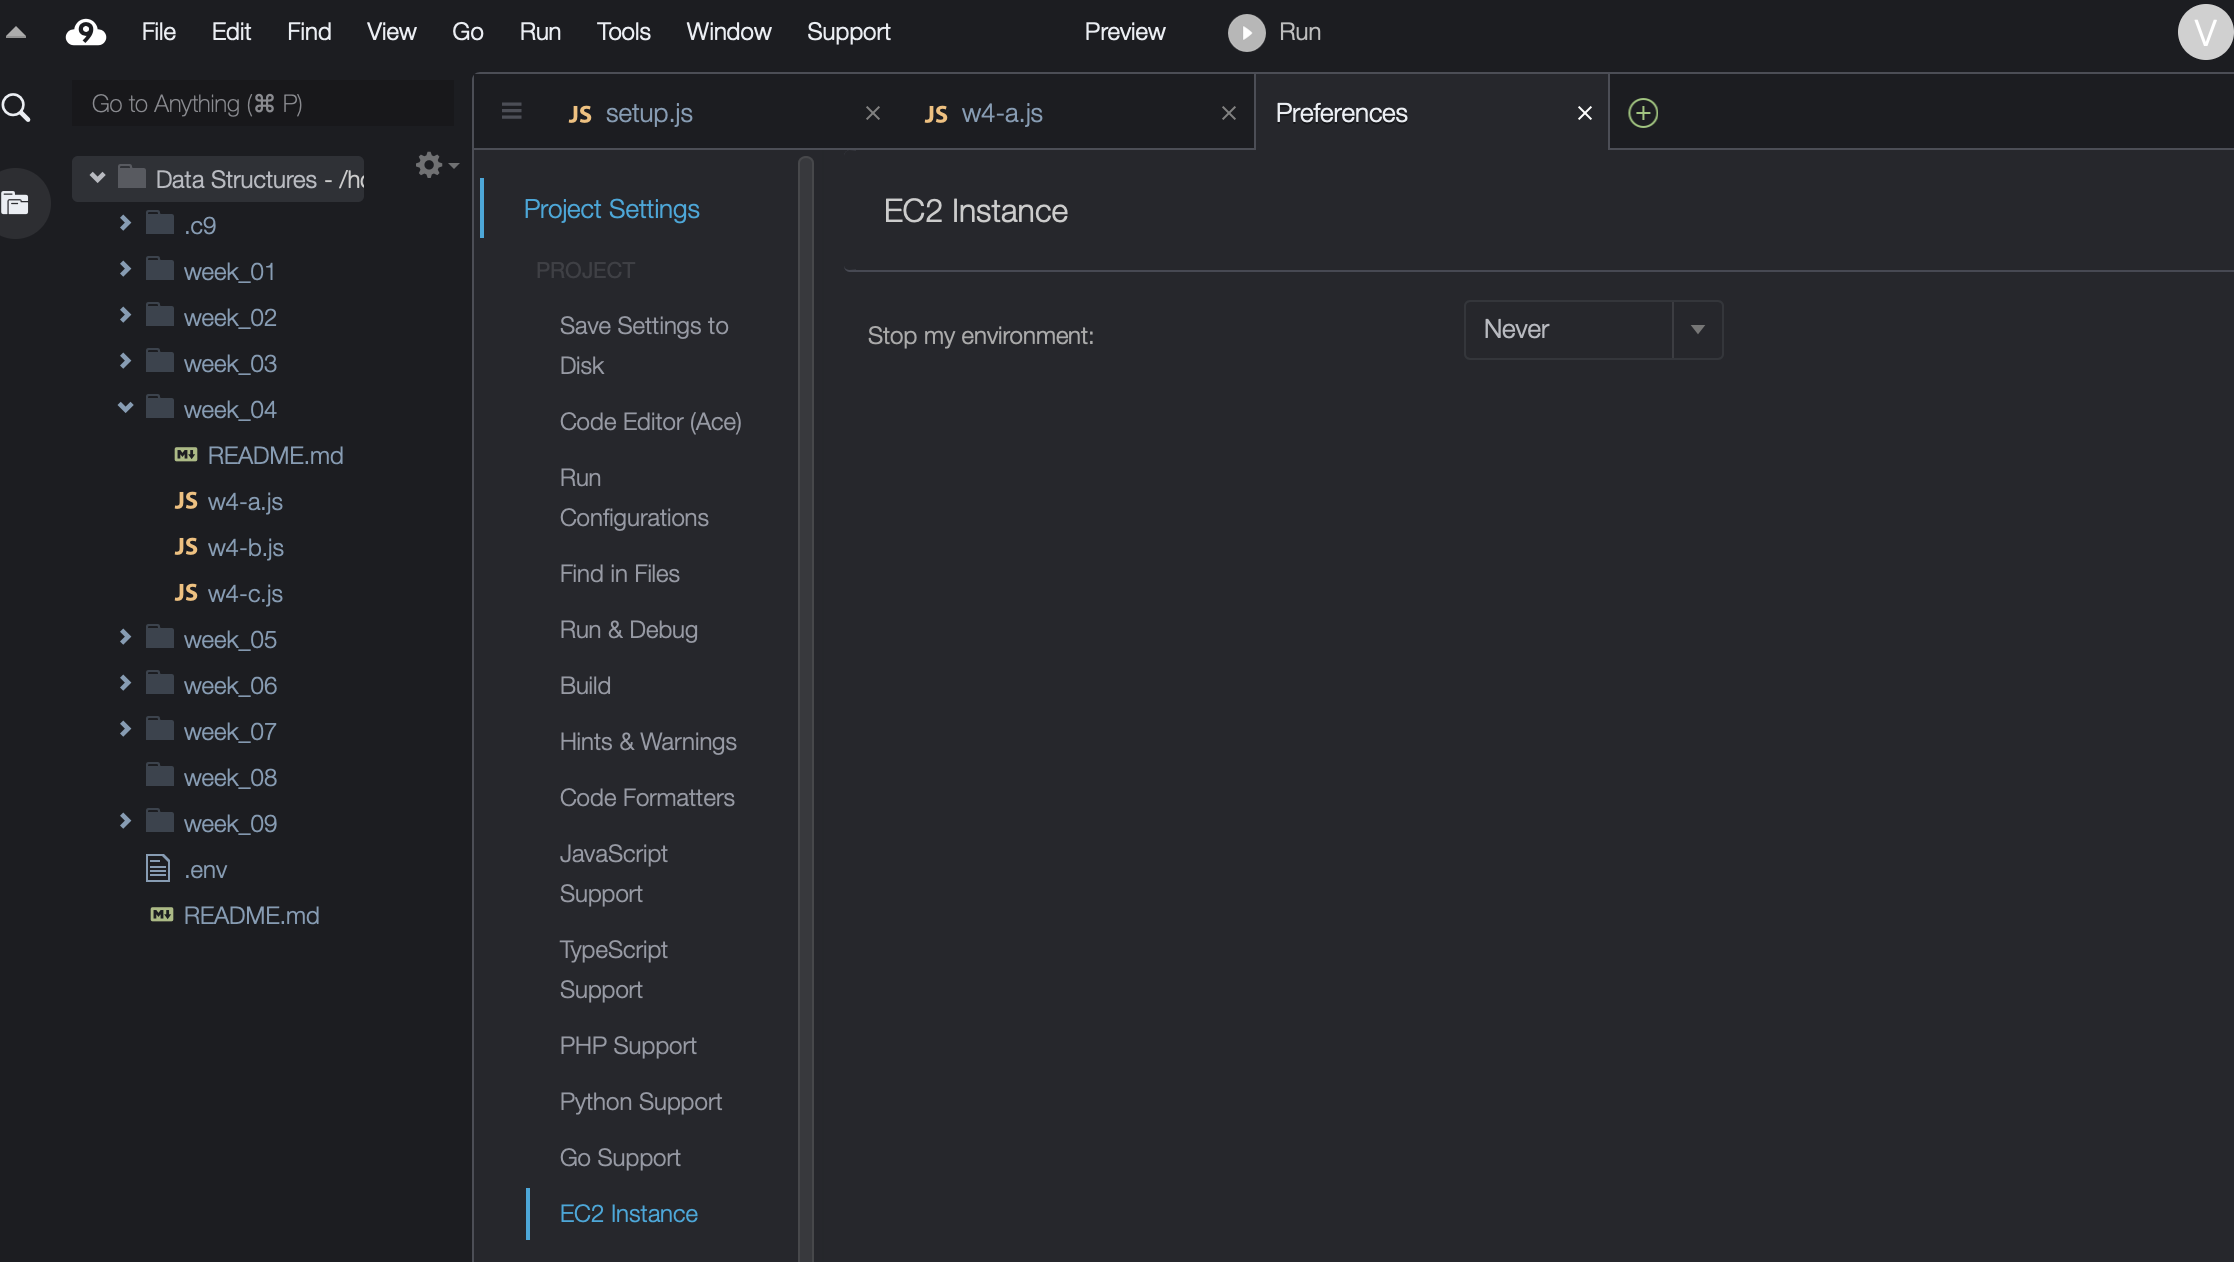 File Edit Find View Go Run Tools Window Support Preview Run
V
Go to Anything (⌘ P)
Data Structures - /ho
.c9
week_01
week_02
week_03
week_04
README.md
JS w4-a.js
JS w4-b.js
JS w4-c.js
week_05
week_06
week_07
week_08
week_09
.env
README.md
JS setup.js
JS w4-a.js
Preferences
Project Settings
PROJECT
Save Settings to
Disk
Code Editor (Ace)
Run
Configurations
Find in Files
Run & Debug
Build
Hints & Warnings
Code Formatters
JavaScript
Support
TypeScript
Support
PHP Support
Python Support
Go Support
EC2 Instance
EC2 Instance
Stop my environment:
Never